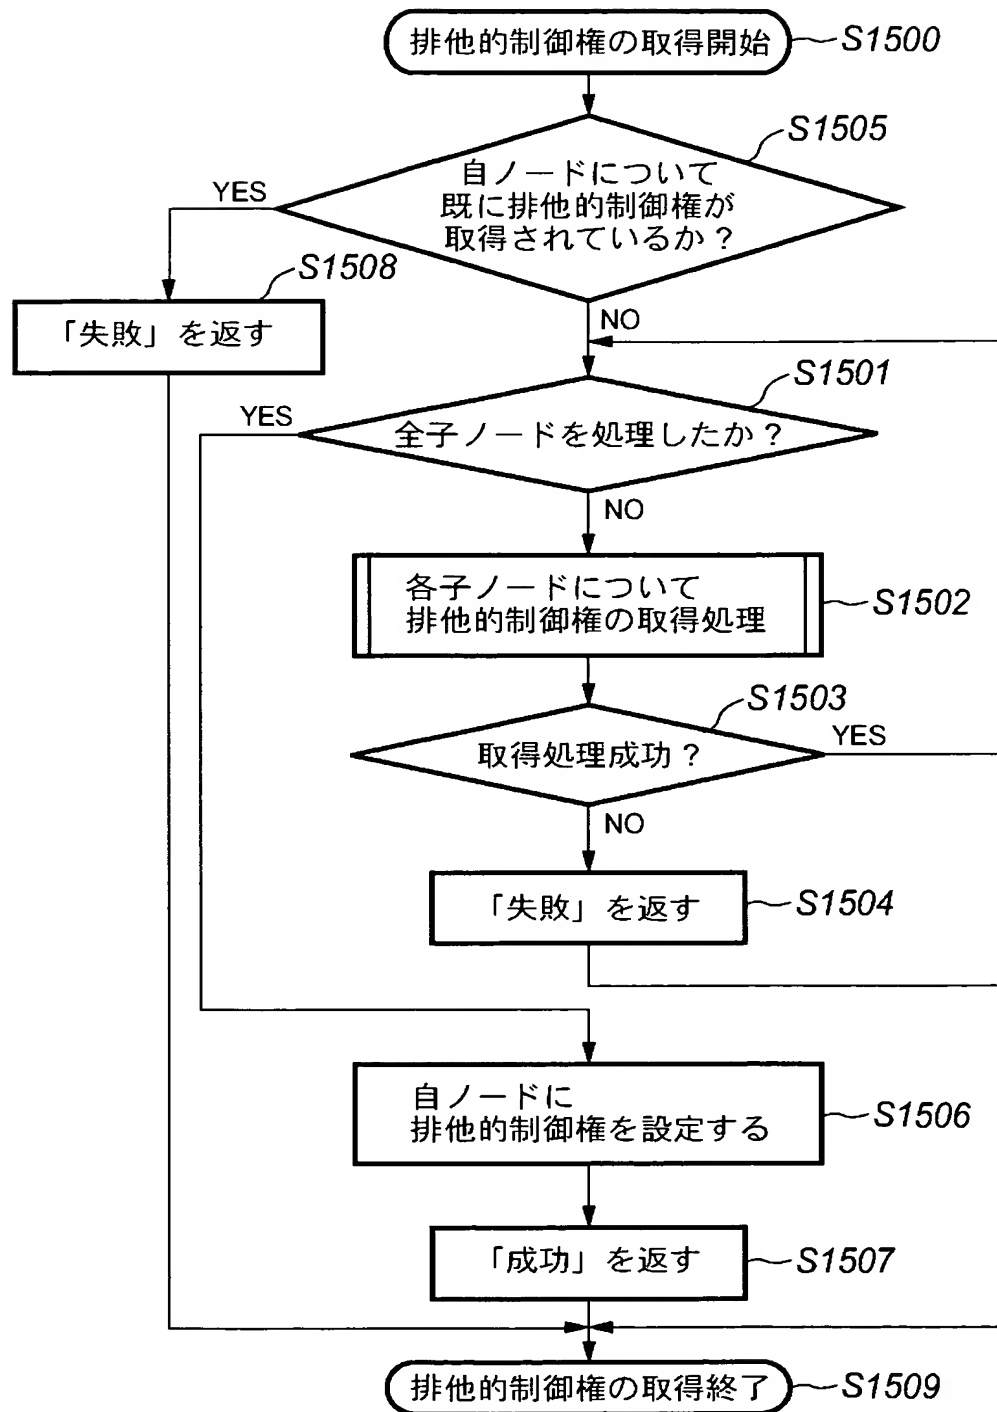 排他的制御権の取得開始
S1500
S1505
自ノードについて
既に排他的制御権が
取得されているか？
YES
S1508
「失敗」を返す
NO
S1501
YES
全子ノードを処理したか？
NO
各子ノードについて
排他的制御権の取得処理
S1502
S1503
取得処理成功？
YES
NO
「失敗」を返す
S1504
自ノードに
排他的制御権を設定する
S1506
「成功」を返す
S1507
排他的制御権の取得終了
S1509